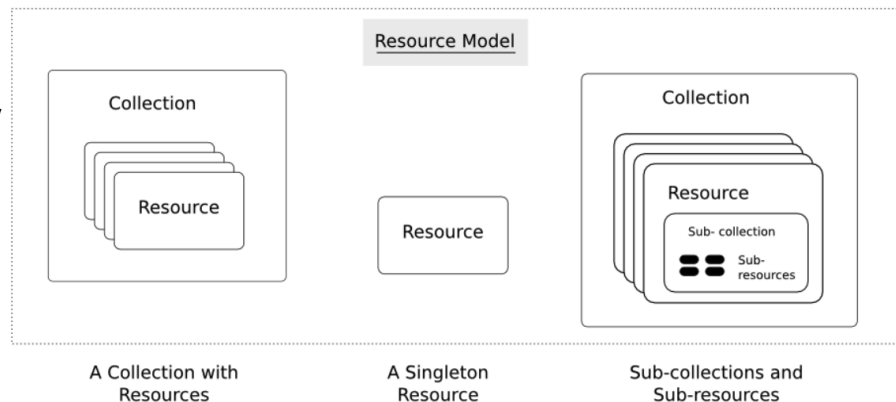 Resource Model
Collection
Resource
Resource
Collection
Resource
Sub- collection
Sub-
resources
A Collection with
Resources
A Singleton
Resource
Sub-collections and
Sub-resources